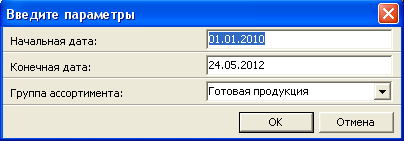 Введите параметры
Начальная дата: 01.01.2010
Конечная дата: 24.05.2012
Группа ассортимента: Готовая продукция
OK Отмена